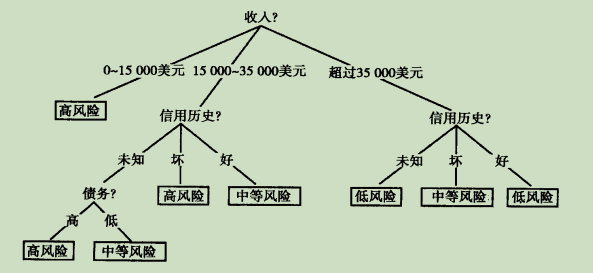 收入?
0~15 000美元 15 000~35 000美元 超过35 000美元
高风险
信用历史? 信用历史?
未知 坏 好 未知 坏 好
债务? 高风险 中等风险 低风险 中等风险 低风险
高 低
高风险 中等风险